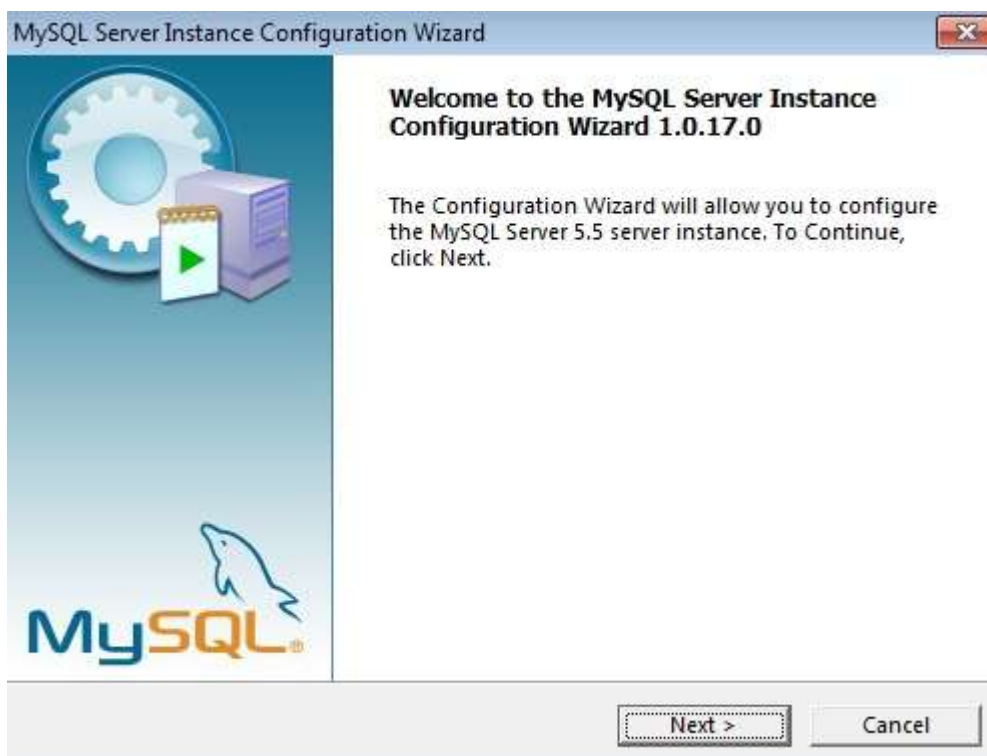 MySQL Server Instance Configuration Wizard
Welcome to the MySQL Server Instance
Configuration Wizard 1.0.17.0
The Configuration Wizard will allow you to configure
the MySQL Server 5.5 server instance. To Continue,
click Next.
MySQL®
Next >
Cancel